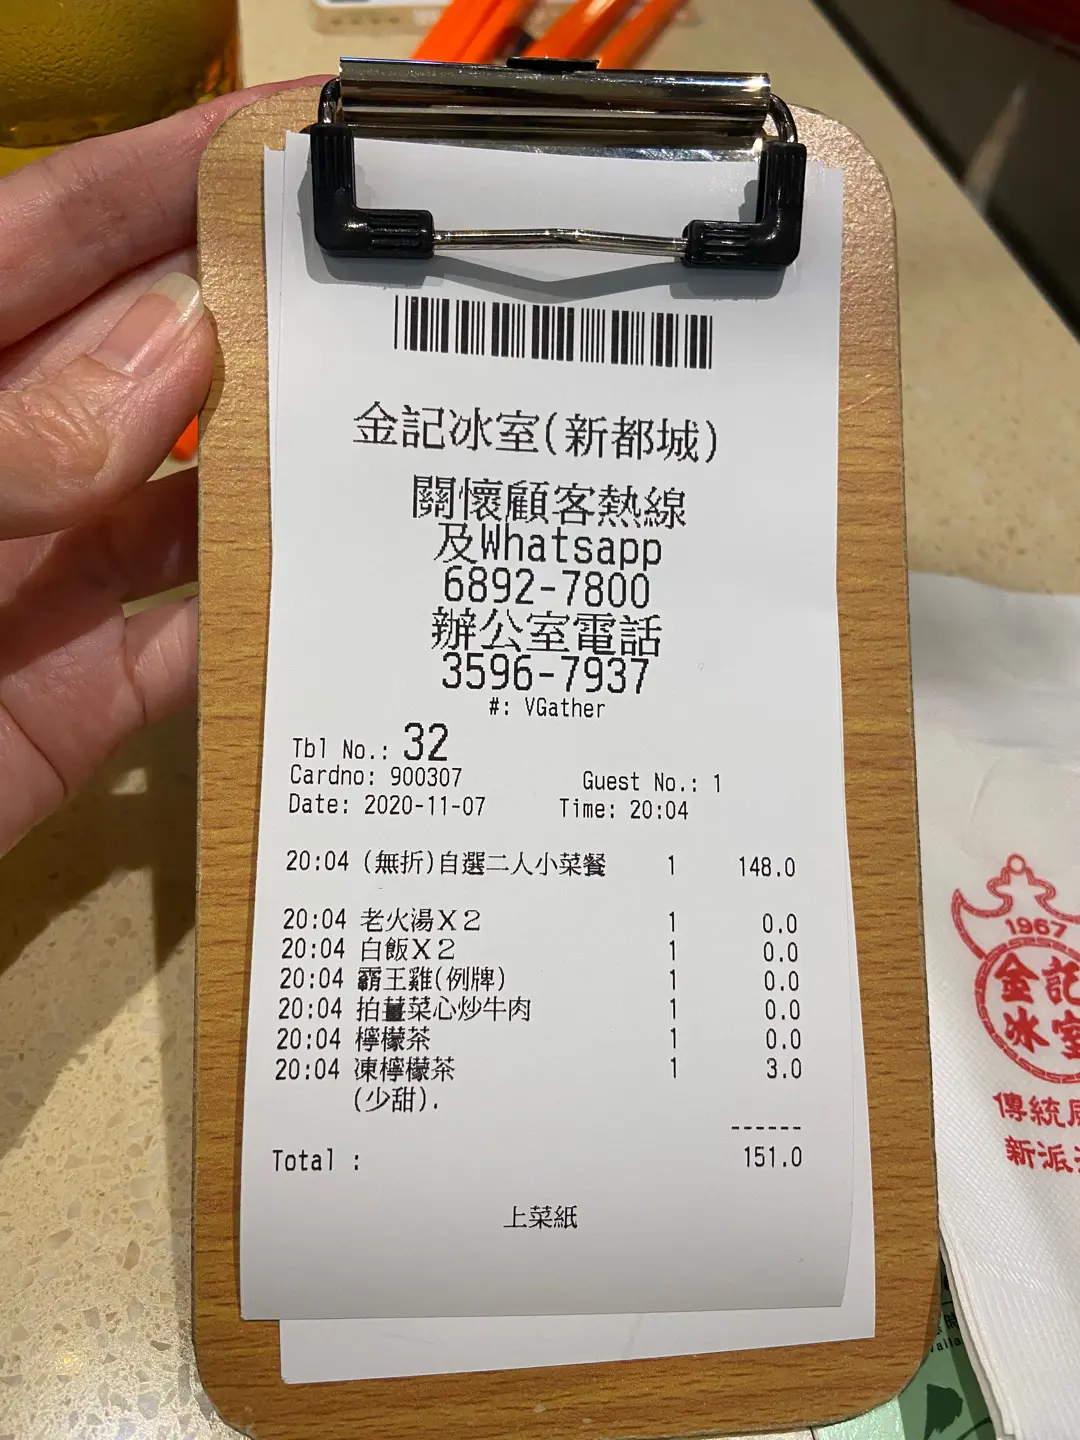 金記冰室(新都城)
關懷顧客熱線
及Whatsapp
6892-7800
辦公室電話
3596-7937
#: VGather
Tbl No.: 32
Cardno: 900307 Guest No.: 1
Date: 2020-11-07 Time: 20:04
20:04 (無折)自選二人小菜餐 1 148.0
20:04 老火湯X2 1 0.0
20:04 白飯X2 1 0.0
20:04 霸王雞(例牌) 1 0.0
20:04 拍薑菜心炒牛肉 1 0.0
20:04 檸檬茶 1 0.0
20:04 凍檸檬茶 1 3.0
(少甜).
------
Total : 151.0
上菜紙
1967
金記
冰室
傳統
新派